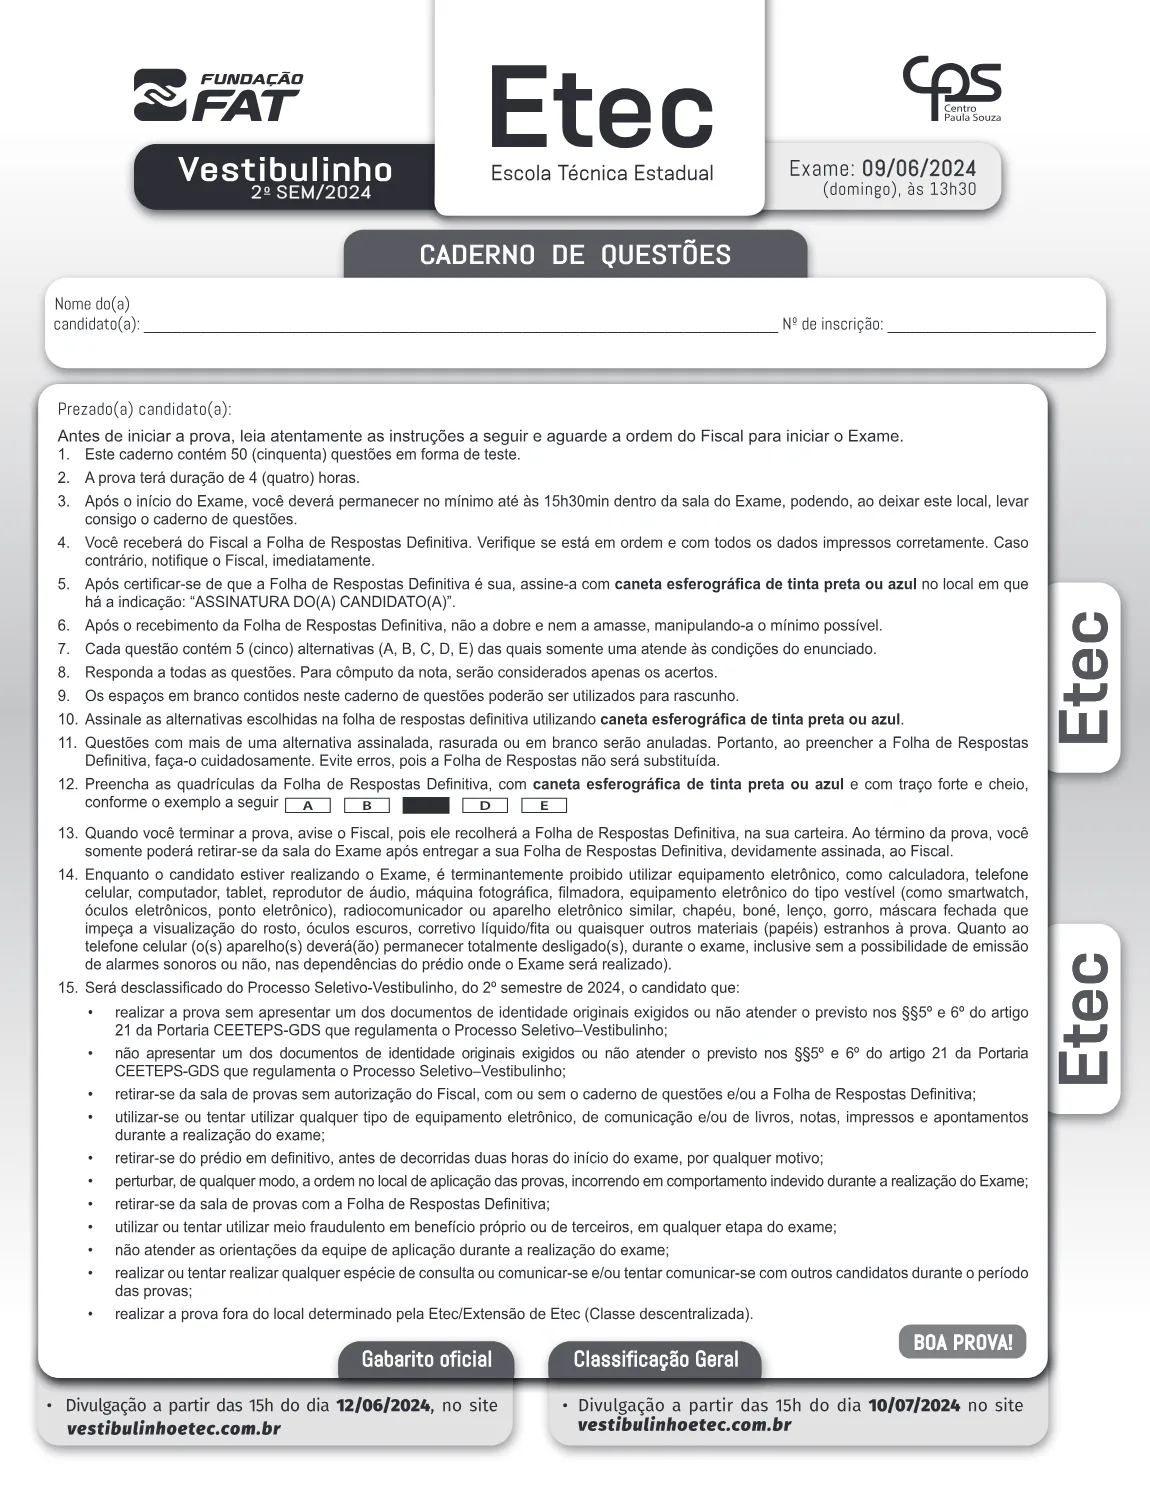 FUNDAÇÃO
FAT
Etec
Escola Técnica Estadual
CPS
Centro
Paula Souza
Vestibulinho
2º SEM/2024
Exame: 09/06/2024
(domingo), às 13h30
CADERNO DE QUESTÕES
Nome do(a)
candidato(a): Nº de inscrição:
Prezado(a) candidato(a):
Antes de iniciar a prova, leia atentamente as instruções a seguir e aguarde a ordem do Fiscal para iniciar o Exame.
1. Este caderno contém 50 (cinquenta) questões em forma de teste.
2. A prova terá duração de 4 (quatro) horas.
3. Após o início do Exame, você deverá permanecer no mínimo até às 15h30min dentro da sala do Exame, podendo, ao deixar este local, levar
consigo o caderno de questões.
4. Você receberá do Fiscal a Folha de Respostas Definitiva. Verifique se está em ordem e com todos os dados impressos corretamente. Caso
contrário, notifique o Fiscal, imediatamente.
5. Após certificar-se de que a Folha de Respostas Definitiva é sua, assine-a com caneta esferográfica de tinta preta ou azul no local em que
há a indicação: “ASSINATURA DO(A) CANDIDATO(A)”.
6. Após o recebimento da Folha de Respostas Definitiva, não a dobre e nem a amasse, manipulando-a o mínimo possível.
7. Cada questão contém 5 (cinco) alternativas (A, B, C, D, E) das quais somente uma atende às condições do enunciado.
8. Responda a todas as questões. Para cômputo da nota, serão considerados apenas os acertos.
9. Os espaços em branco contidos neste caderno de questões poderão ser utilizados para rascunho.
10. Assinale as alternativas escolhidas na folha de respostas definitiva utilizando caneta esferográfica de tinta preta ou azul.
11. Questões com mais de uma alternativa assinalada, rasurada ou em branco serão anuladas. Portanto, ao preencher a Folha de Respostas
Definitiva, faça-o cuidadosamente. Evite erros, pois a Folha de Respostas não será substituída.
12. Preencha as quadrículas da Folha de Respostas Definitiva, com caneta esferográfica de tinta preta ou azul e com traço forte e cheio,
conforme o exemplo a seguir A B D E
13. Quando você terminar a prova, avise o Fiscal, pois ele recolherá a Folha de Respostas Definitiva, na sua carteira. Ao término da prova, você
somente poderá retirar-se da sala do Exame após entregar a sua Folha de Respostas Definitiva, devidamente assinada, ao Fiscal.
14. Enquanto o candidato estiver realizando o Exame, é terminantemente proibido utilizar equipamento eletrônico, como calculadora, telefone
celular, computador, tablet, reprodutor de áudio, máquina fotográfica, filmadora, equipamento eletrônico do tipo vestível (como smartwatch,
óculos eletrônicos, ponto eletrônico), radiocomunicador ou aparelho eletrônico similar, chapéu, boné, lenço, gorro, máscara fechada que
impeça a visualização do rosto, óculos escuros, corretivo líquido/fita ou quaisquer outros materiais (papéis) estranhos à prova. Quanto ao
telefone celular (o(s) aparelho(s) deverá(ão) permanecer totalmente desligado(s), durante o exame, inclusive sem a possibilidade de emissão
de alarmes sonoros ou não, nas dependências do prédio onde o Exame será realizado).
15. Será desclassificado do Processo Seletivo-Vestibulinho, do 2º semestre de 2024, o candidato que:
• realizar a prova sem apresentar um dos documentos de identidade originais exigidos ou não atender o previsto nos §§5º e 6º do artigo
21 da Portaria CEETEPS-GDS que regulamenta o Processo Seletivo–Vestibulinho;
• não apresentar um dos documentos de identidade originais exigidos ou não atender o previsto nos §§5º e 6º do artigo 21 da Portaria
CEETEPS-GDS que regulamenta o Processo Seletivo–Vestibulinho;
• retirar-se da sala de provas sem autorização do Fiscal, com ou sem o caderno de questões e/ou a Folha de Respostas Definitiva;
• utilizar-se ou tentar utilizar qualquer tipo de equipamento eletrônico, de comunicação e/ou de livros, notas, impressos e apontamentos
durante a realização do exame;
• retirar-se do prédio em definitivo, antes de decorridas duas horas do início do exame, por qualquer motivo;
• perturbar, de qualquer modo, a ordem no local de aplicação das provas, incorrendo em comportamento indevido durante a realização do Exame;
• retirar-se da sala de provas com a Folha de Respostas Definitiva;
• utilizar ou tentar utilizar meio fraudulento em benefício próprio ou de terceiros, em qualquer etapa do exame;
• não atender as orientações da equipe de aplicação durante a realização do exame;
• realizar ou tentar realizar qualquer espécie de consulta ou comunicar-se e/ou tentar comunicar-se com outros candidatos durante o período
das provas;
• realizar a prova fora do local determinado pela Etec/Extensão de Etec (Classe descentralizada).
BOA PROVA!
Etec
Etec
Gabarito oficial
• Divulgação a partir das 15h do dia 12/06/2024, no site
vestibulinhoetec.com.br
Classificação Geral
• Divulgação a partir das 15h do dia 10/07/2024 no site
vestibulinhoetec.com.br